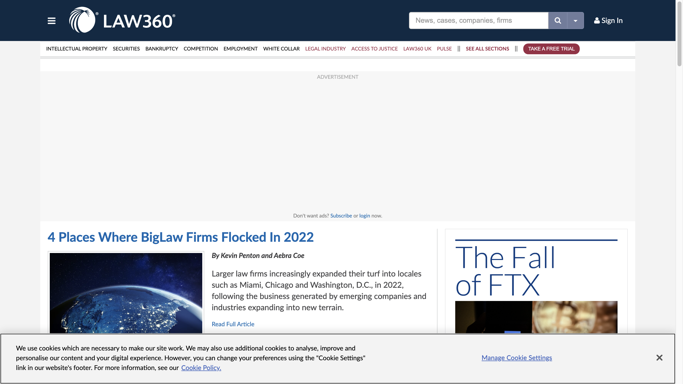 LAW360®
News, cases, companies, firms
Sign In
INTELLECTUAL PROPERTY SECURITIES BANKRUPTCY COMPETITION EMPLOYMENT WHITE COLLAR LEGAL INDUSTRY ACCESS TO JUSTICE LAW360 UK PULSE || SEE ALL SECTIONS || TAKE A FREE TRIAL
ADVERTISEMENT
Don't want ads? Subscribe or login now.
4 Places Where BigLaw Firms Flocked In 2022
By Kevin Penton and Aebra Coe
Larger law firms increasingly expanded their turf into locales
such as Miami, Chicago and Washington, D.C., in 2022,
following the business generated by emerging companies and
industries expanding into new terrain.
Read Full Article
The Fall
of FTX
We use cookies which are necessary to make our site work. We may also use additional cookies to analyse, improve and
personalise our content and your digital experience. However, you can change your preferences using the "Cookie Settings"
link in our website's footer. For more information, see our Cookie Policy.
Manage Cookie Settings